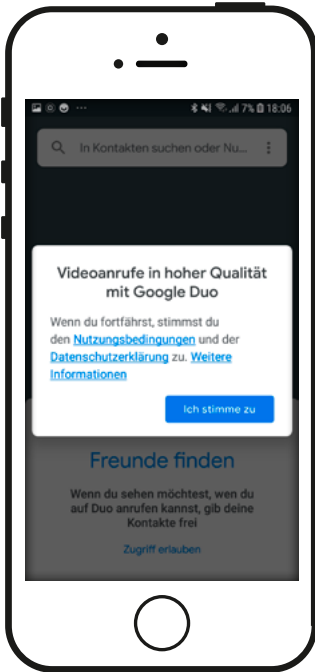 7% 18:06
In Kontakten suchen oder Nu...
Videoanrufe in hoher Qualität
mit Google Duo
Wenn du fortfährst, stimmst du
den Nutzungsbedingungen und der
Datenschutzerklärung zu. Weitere
Informationen
Ich stimme zu
Freunde finden
Wenn du sehen möchtest, wen du
auf Duo anrufen kannst, gib deine
Kontakte frei
Zugriff erlauben